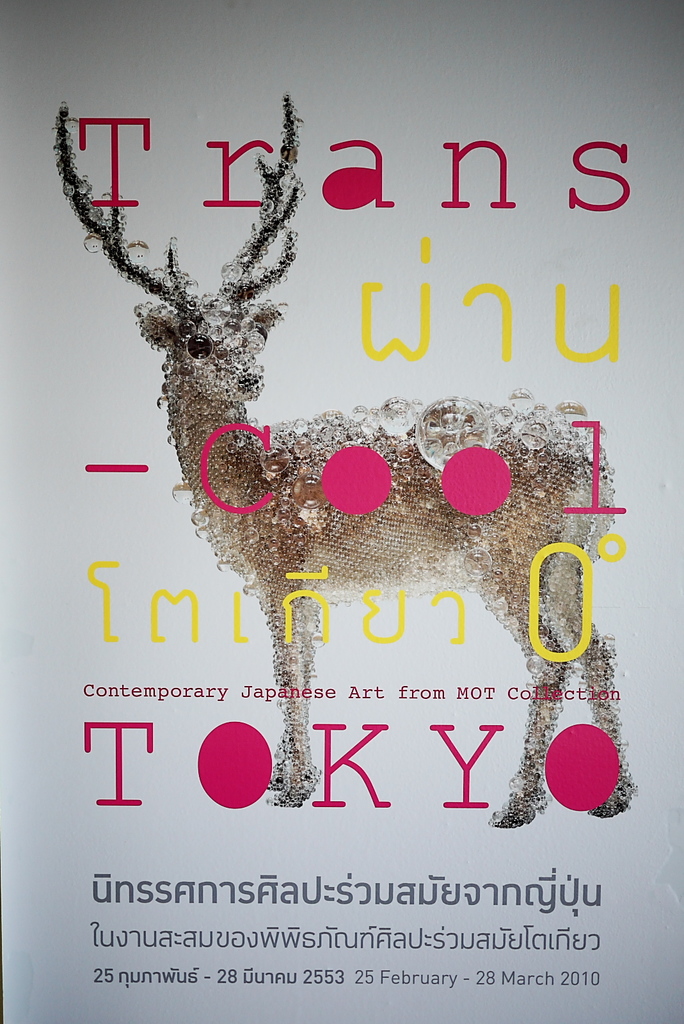 Trans
ผ่าน
-Cool
โตเกียว 0°
Contemporary Japanese Art from MOT Collection
TOKYO
นิทรรศการศิลปะร่วมสมัยจากญี่ปุ่น
ในงานสะสมของพิพิธภัณฑ์ศิลปะร่วมสมัยโตเกียว
25 กุมภาพันธ์ - 28 มีนาคม 2553 25 February - 28 March 2010